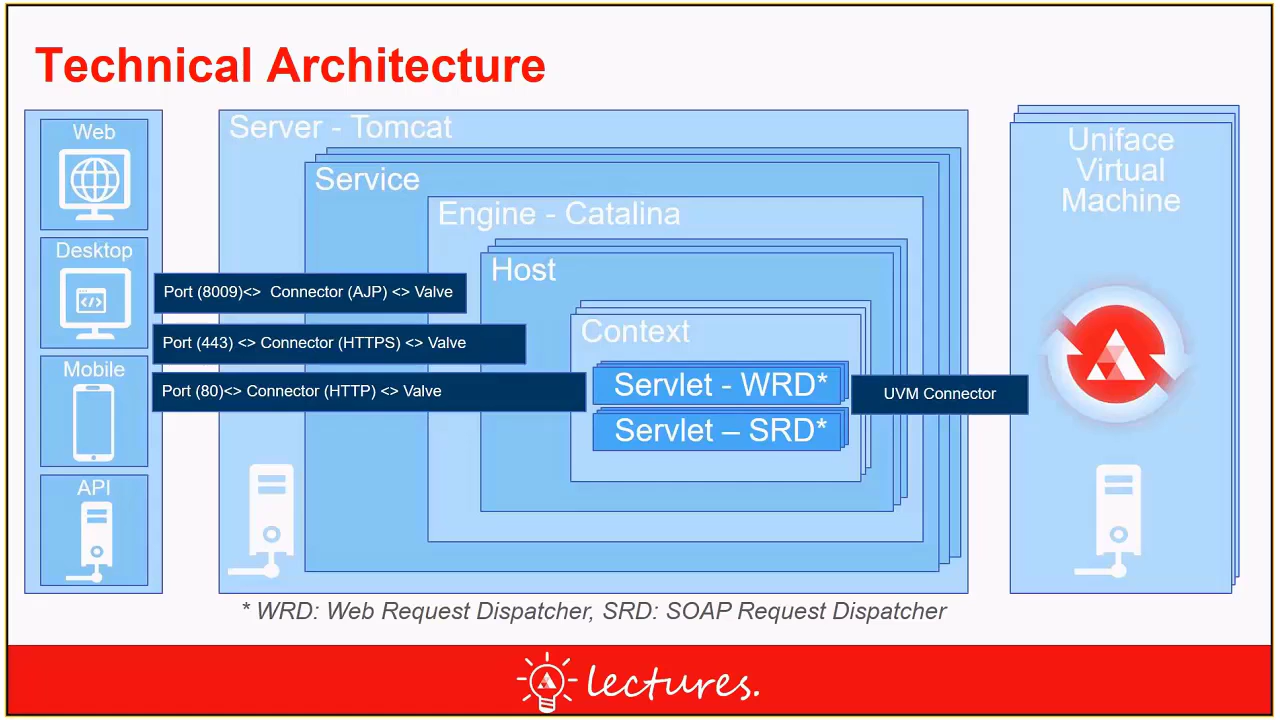 Technical Architecture
Web
Desktop
Mobile
API
Server - Tomcat
Service
Engine - Catalina
Host
Context
Port (8009)<> Connector (AJP) <> Valve
Port (443) <> Connector (HTTPS) <> Valve
Port (80)<> Connector (HTTP) <> Valve
Servlet - WRD*
Servlet – SRD*
UVM Connector
Uniface
Virtual
Machine
* WRD: Web Request Dispatcher, SRD: SOAP Request Dispatcher
lectures.